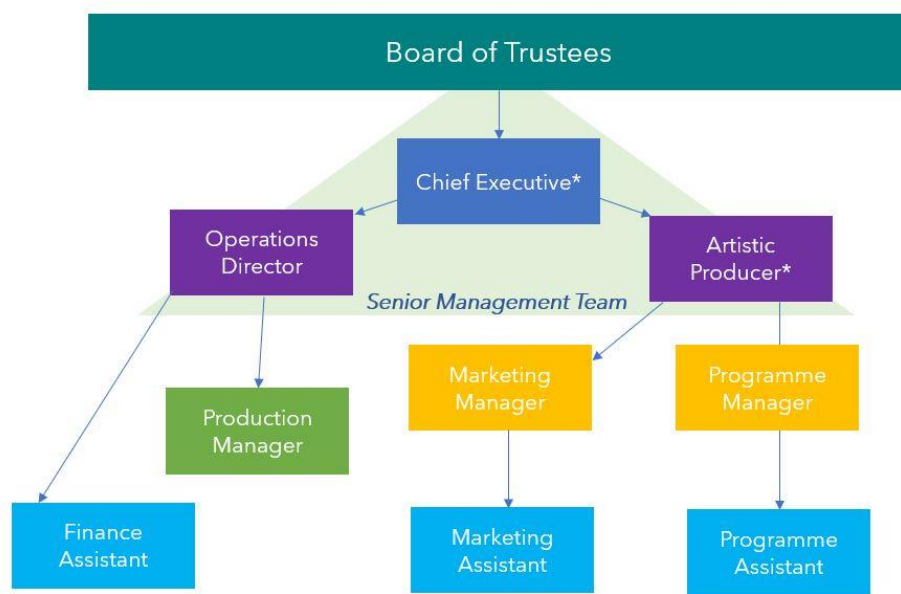 Board of Trustees
Chief Executive*
Operations
Director
Artistic
Producer*
Senior Management Team
Marketing
Manager
Programme
Manager
Production
Manager
Finance
Assistant
Marketing
Assistant
Programme
Assistant